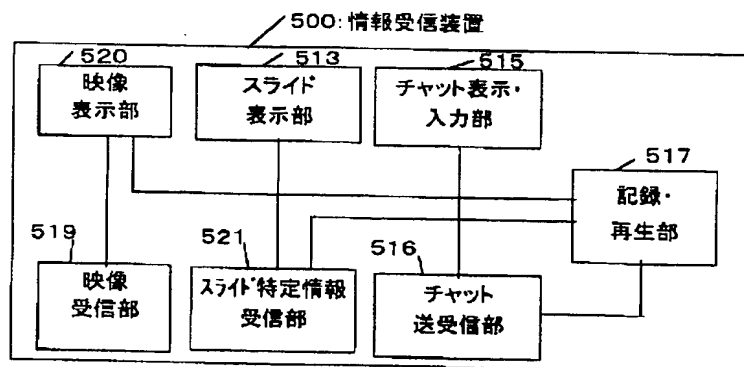 500:情報受信装置
520
映像
表示部
513
スライド
表示部
515
チャット表示・
入力部
517
記録・
再生部
519
映像
受信部
521
スライド特定情報
受信部
516
チャット
送受信部